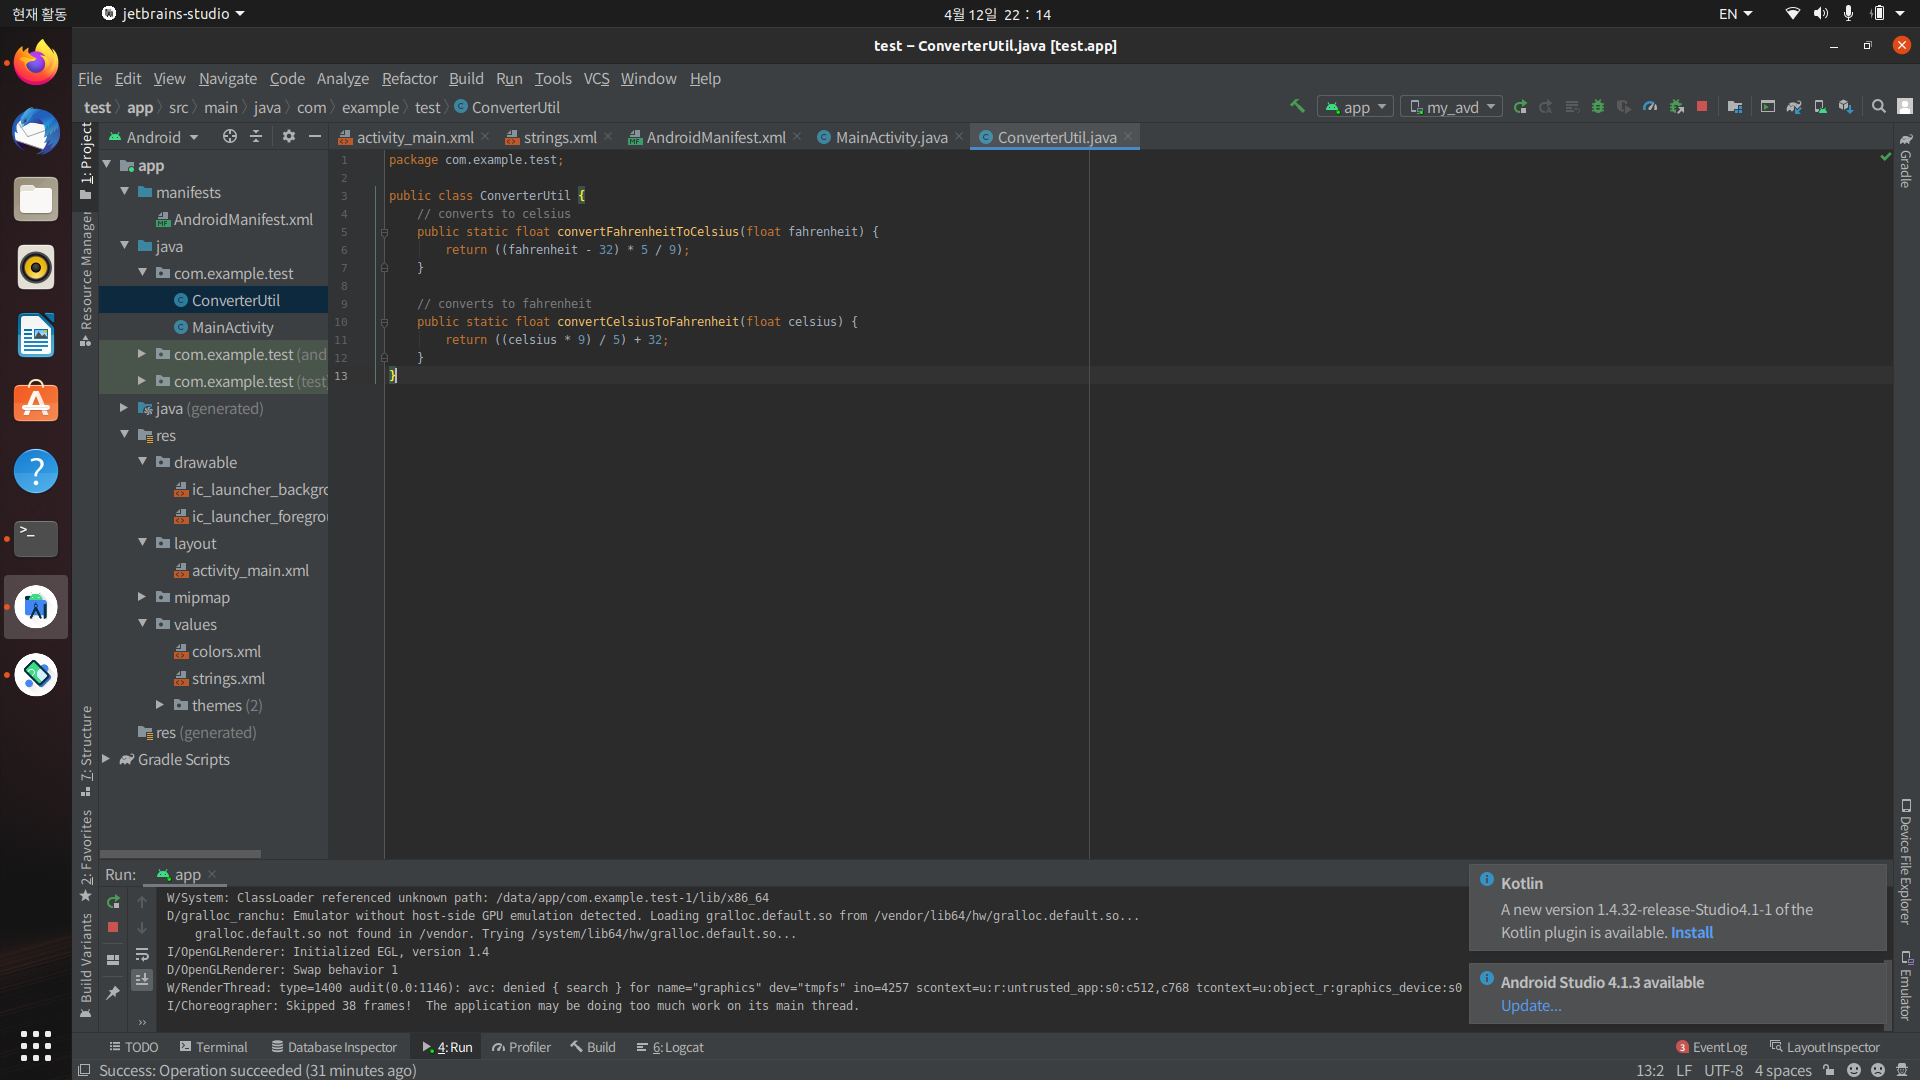 현재 활동
jetbrains-studio
4월 12일 22 : 14
EN
test – ConverterUtil.java [test.app]
File Edit View Navigate Code Analyze Refactor Build Run Tools VCS Window Help
test app src main java com example test ConverterUtil
app
my_avd
Android
activity_main.xml
strings.xml
AndroidManifest.xml
MainActivity.java
ConverterUtil.java
1: Project
Resource Manager
7: Structure
2: Favorites
Build Variants
app
manifests
AndroidManifest.xml
java
com.example.test
ConverterUtil
MainActivity
com.example.test (and
com.example.test (test
java (generated)
res
drawable
ic_launcher_backgro
ic_launcher_foregrou
layout
activity_main.xml
mipmap
values
colors.xml
strings.xml
themes (2)
res (generated)
Gradle Scripts
1 package com.example.test;
2
3 public class ConverterUtil {
4 // converts to celsius
5 public static float convertFahrenheitToCelsius(float fahrenheit) {
6 return ((fahrenheit - 32) * 5 / 9);
7 }
8
9 // converts to fahrenheit
10 public static float convertCelsiusToFahrenheit(float celsius) {
11 return ((celsius * 9) / 5) + 32;
12 }
13 }
Gradle
Device File Explorer
Emulator
Run: app
W/System: ClassLoader referenced unknown path: /data/app/com.example.test-1/lib/x86_64
D/gralloc_ranchu: Emulator without host-side GPU emulation detected. Loading gralloc.default.so from /vendor/lib64/hw/gralloc.default.so...
gralloc.default.so not found in /vendor. Trying /system/lib64/hw/gralloc.default.so...
I/OpenGLRenderer: Initialized EGL, version 1.4
D/OpenGLRenderer: Swap behavior 1
W/RenderThread: type=1400 audit(0.0:1146): avc: denied { search } for name="graphics" dev="tmpfs" ino=4257 scontext=u:r:untrusted_app:s0:c512,c768 tcontext=u:object_r:graphics_device:s0
I/Choreographer: Skipped 38 frames! The application may be doing too much work on its main thread.
Kotlin
A new version 1.4.32-release-Studio4.1-1 of the
Kotlin plugin is available. Install
Android Studio 4.1.3 available
Update...
TODO Terminal Database Inspector 4: Run Profiler Build 6: Logcat
3 Event Log Layout Inspector
Success: Operation succeeded (31 minutes ago)
13:2 LF UTF-8 4 spaces